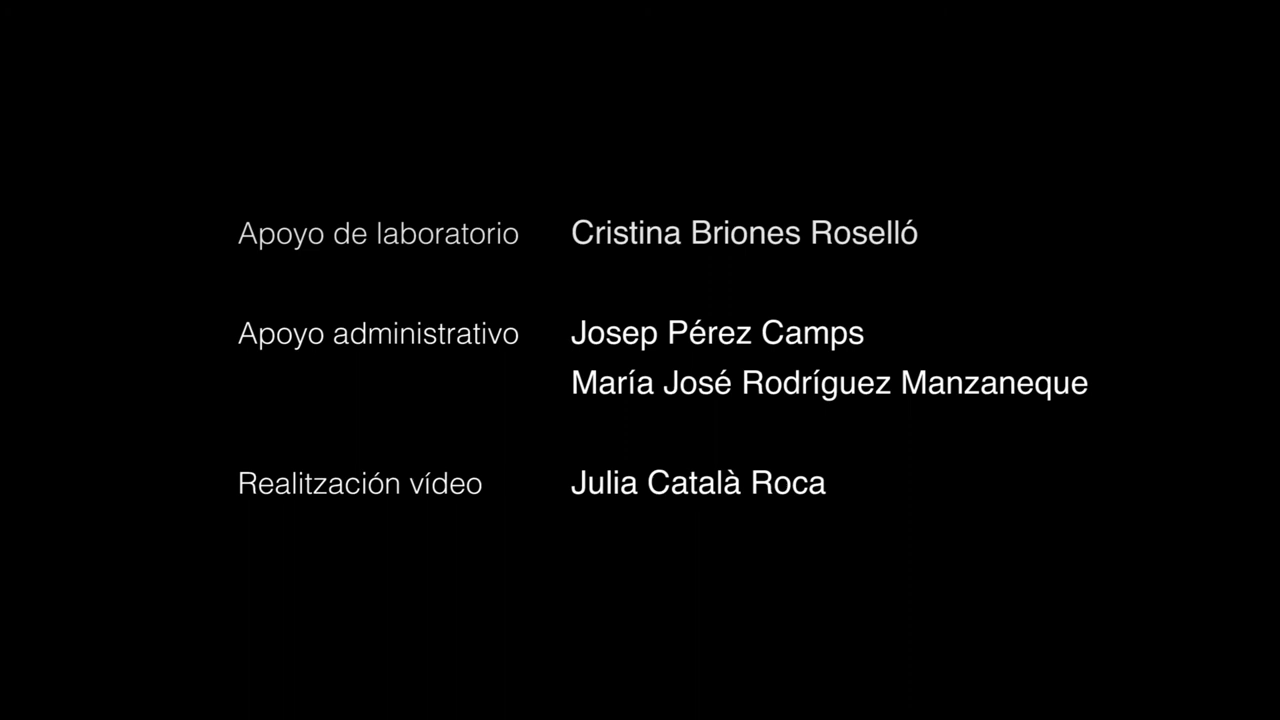 Apoyo de laboratorio Cristina Briones Roselló
Apoyo administrativo Josep Pérez Camps
María José Rodríguez Manzaneque
Realitzación vídeo Julia Català Roca